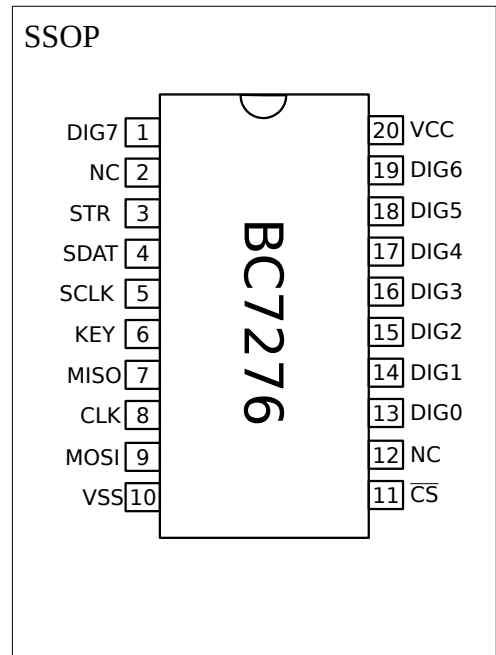 SSOP
DIG7 1
NC 2
STR 3
SDAT 4
SCLK 5
KEY 6
MISO 7
CLK 8
MOSI 9
VSS 10
BC7276
20 VCC
19 DIG6
18 DIG5
17 DIG4
16 DIG3
15 DIG2
14 DIG1
13 DIG0
12 NC
11 C̅S̅